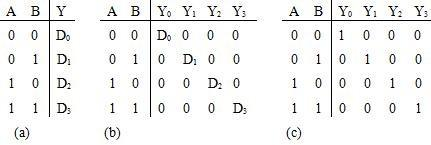 A B Y A B Y₀ Y₁ Y₂ Y₃ A B Y₀ Y₁ Y₂ Y₃
0 0 D₀ 0 0 D₀ 0 0 0 0 0 1 0 0 0
0 1 D₁ 0 1 0 D₁ 0 0 0 1 0 1 0 0
1 0 D₂ 1 0 0 0 D₂ 0 1 0 0 0 1 0
1 1 D₃ 1 1 0 0 0 D₃ 1 1 0 0 0 1
(a) (b) (c)